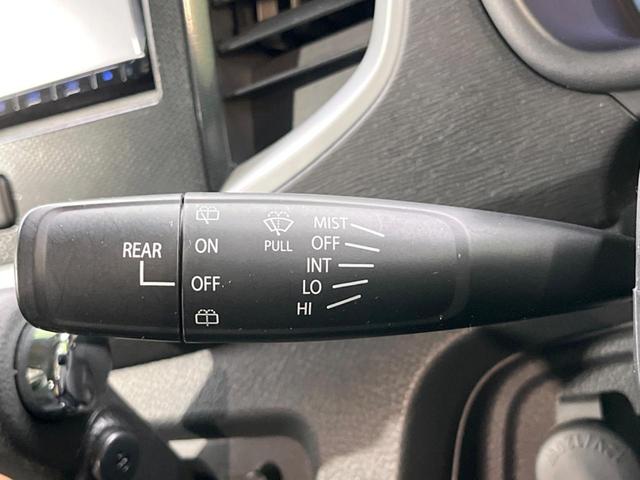 REAR
ON
OFF
PULL
MIST
OFF
INT
LO
HI